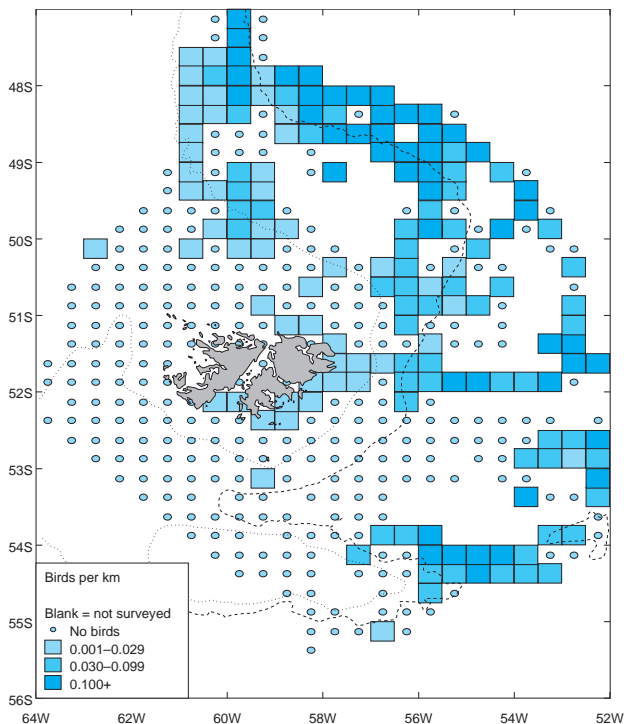 48S
49S
50S
51S
52S
53S
54S
55S
56S
Birds per km
Blank = not surveyed
No birds
0.001–0.029
0.030–0.099
0.100+
64W 62W 60W 58W 56W 54W 52W